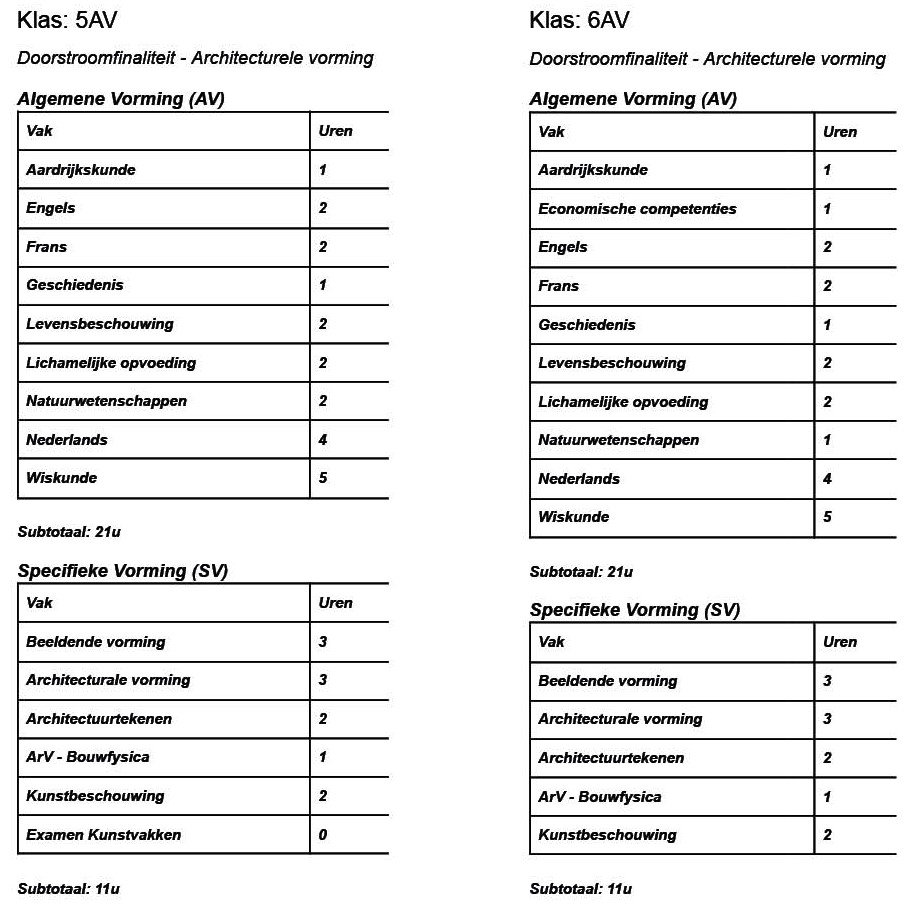 Klas: 5AV
Doorstroomfinaliteit - Architecturele vorming
Algemene Vorming (AV)
Vak Uren
Aardrijkskunde 1
Engels 2
Frans 2
Geschiedenis 1
Levensbeschouwing 2
Lichamelijke opvoeding 2
Natuurwetenschappen 2
Nederlands 4
Wiskunde 5
Subtotaal: 21u
Specifieke Vorming (SV)
Vak Uren
Beeldende vorming 3
Architecturale vorming 3
Architectuurtekenen 2
ArV - Bouwfysica 1
Kunstbeschouwing 2
Examen Kunstvakken 0
Subtotaal: 11u
Klas: 6AV
Doorstroomfinaliteit - Architecturele vorming
Algemene Vorming (AV)
Vak Uren
Aardrijkskunde 1
Economische competenties 1
Engels 2
Frans 2
Geschiedenis 1
Levensbeschouwing 2
Lichamelijke opvoeding 2
Natuurwetenschappen 1
Nederlands 4
Wiskunde 5
Subtotaal: 21u
Specifieke Vorming (SV)
Vak Uren
Beeldende vorming 3
Architecturale vorming 3
Architectuurtekenen 2
ArV - Bouwfysica 1
Kunstbeschouwing 2
Subtotaal: 11u